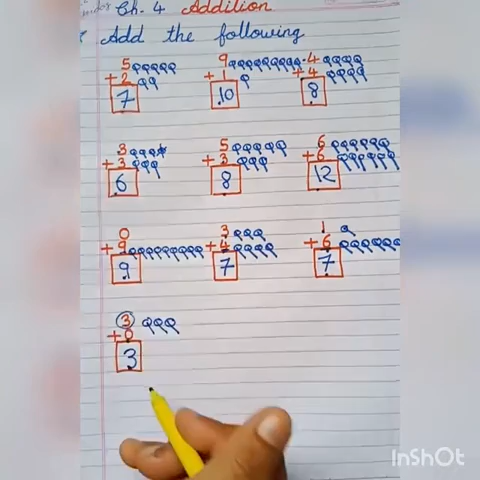 Ch. 4 Addition
Add the following
5 9 4
+2 +1 +4
7 10 8
3 5 6
+3 +3 +6
6 8 12
0 3 1
+9 +4 +6
9 7 7
3
+0
3
InShOt